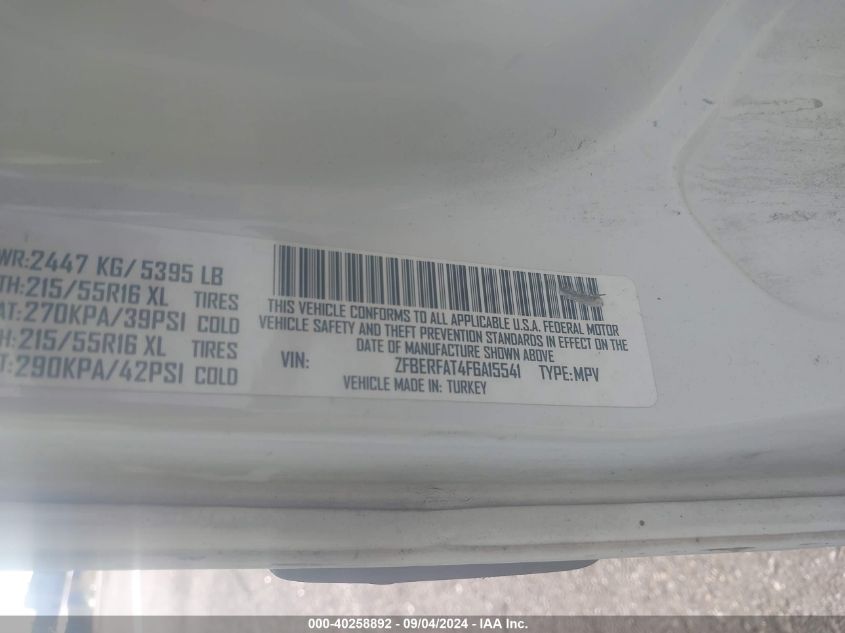 WR:2447 KG/5395 LB
TH:215/55R16 XL TIRES
AT:270KPA/39PSI COLD
H:215/55R16 XL TIRES
T:290KPA/42PSI COLD
THIS VEHICLE CONFORMS TO ALL APPLICABLE U.S.A. FEDERAL MOTOR
VEHICLE SAFETY AND THEFT PREVENTION STANDARDS IN EFFECT ON THE
DATE OF MANUFACTURE SHOWN ABOVE
VIN: ZFBERFAT4F6A15541 TYPE:MPV
VEHICLE MADE IN: TURKEY
000-40258892 - 09/04/2024 - IAA Inc.